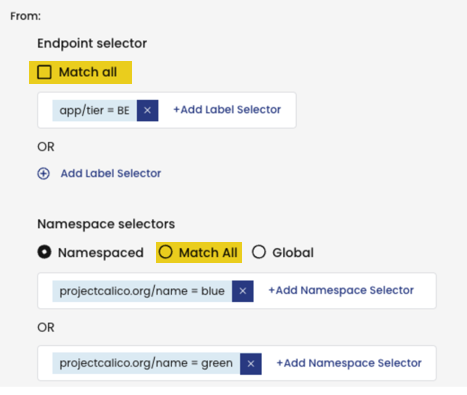 From:
Endpoint selector
Match all
app/tier = BE × +Add Label Selector
OR
Add Label Selector
Namespace selectors
Namespaced Match All Global
projectcalico.org/name = blue × +Add Namespace Selector
OR
projectcalico.org/name = green × +Add Namespace Selector